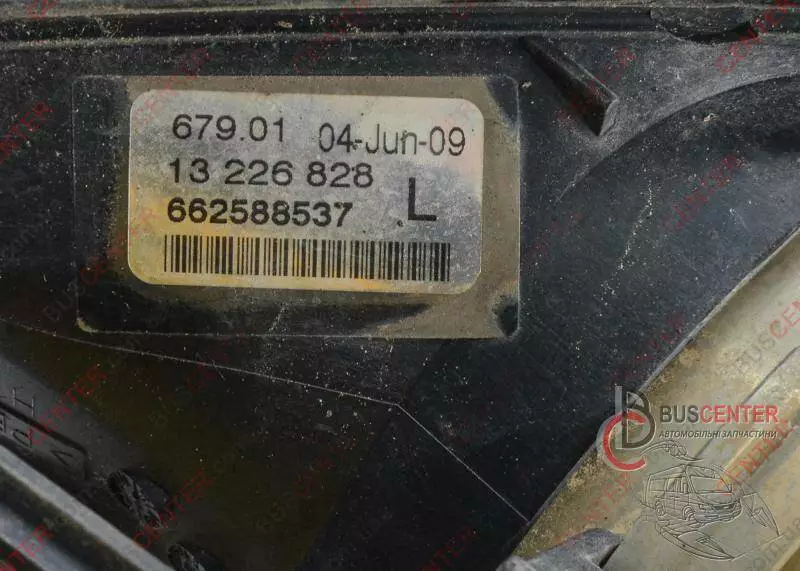 679.01 04-Jun-09
13 226 828
662588537 L
BUSCENTER
АВТОМОБІЛЬНІ ЗАПЧАСТИНИ